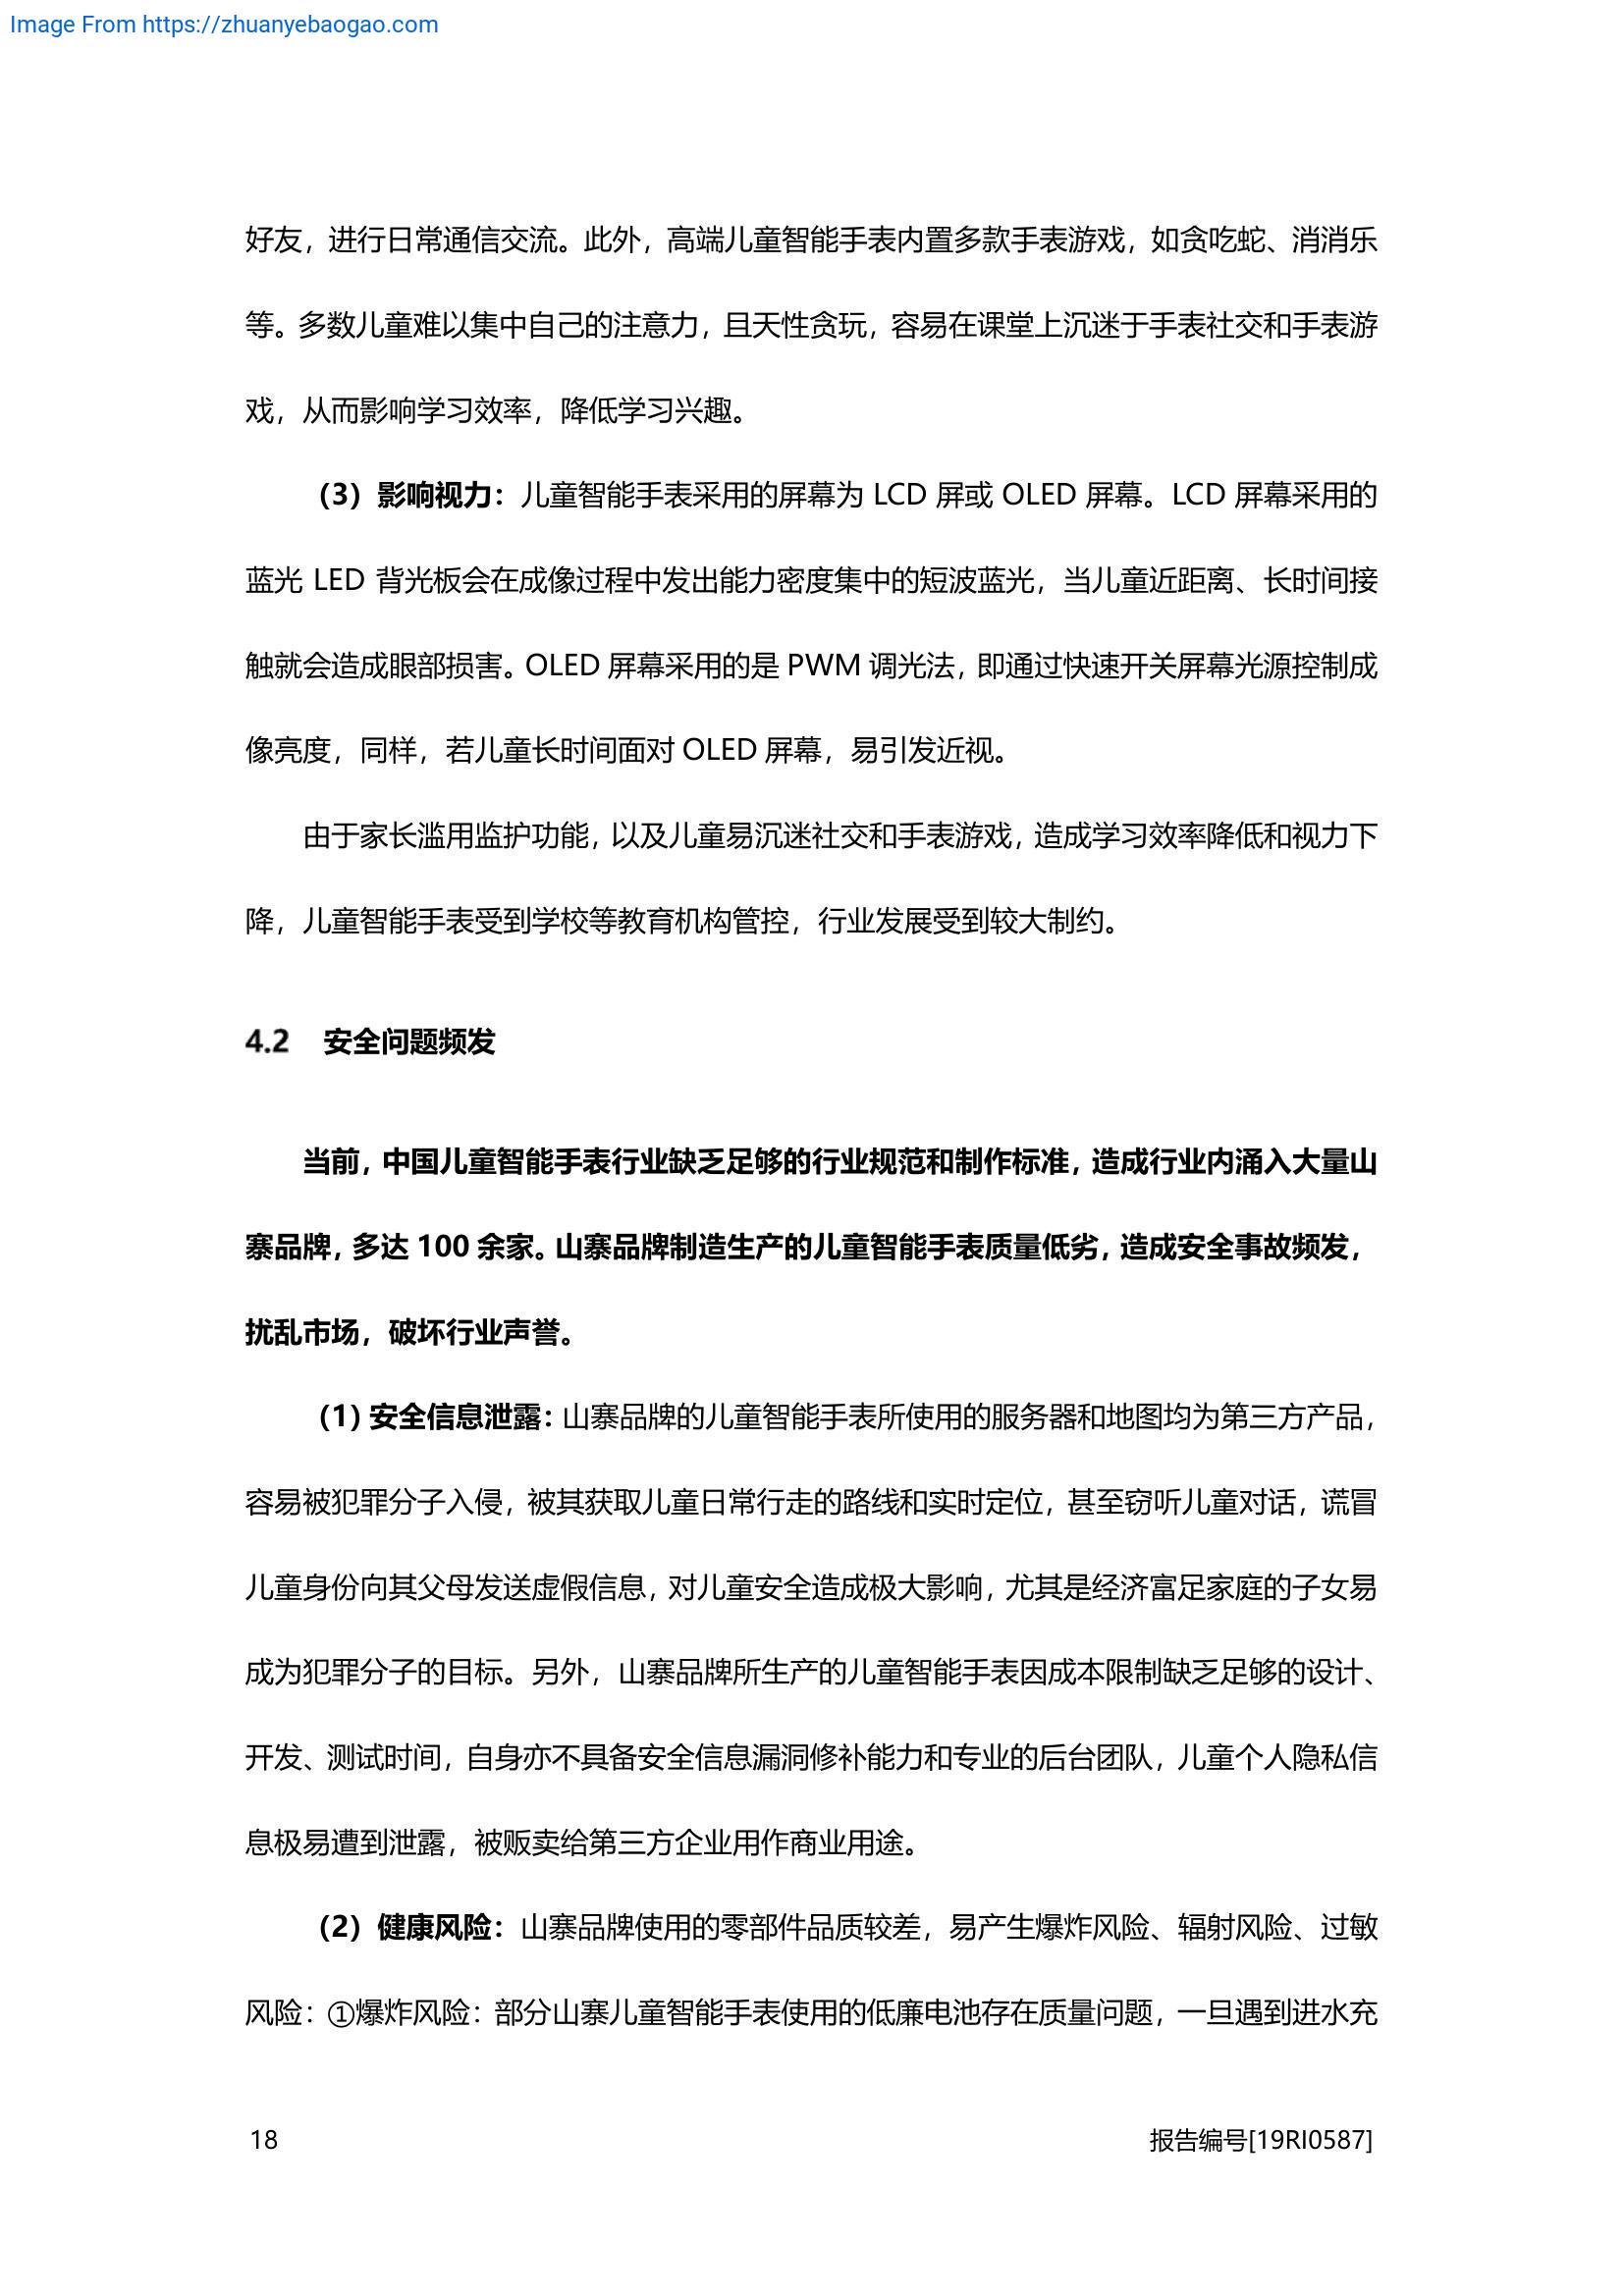 Image From https://zhuanyebaogao.com
好友，进行日常通信交流。此外，高端儿童智能手表内置多款手表游戏，如贪吃蛇、消消乐
等。多数儿童难以集中自己的注意力，且天性贪玩，容易在课堂上沉迷于手表社交和手表游
戏，从而影响学习效率，降低学习兴趣。
（3）影响视力：儿童智能手表采用的屏幕为 LCD 屏或 OLED 屏幕。LCD 屏幕采用的
蓝光 LED 背光板会在成像过程中发出能力密度集中的短波蓝光，当儿童近距离、长时间接
触就会造成眼部损害。OLED 屏幕采用的是 PWM 调光法，即通过快速开关屏幕光源控制成
像亮度，同样，若儿童长时间面对 OLED 屏幕，易引发近视。
由于家长滥用监护功能，以及儿童易沉迷社交和手表游戏，造成学习效率降低和视力下
降，儿童智能手表受到学校等教育机构管控，行业发展受到较大制约。
4.2 安全问题频发
当前，中国儿童智能手表行业缺乏足够的行业规范和制作标准，造成行业内涌入大量山
寨品牌，多达 100 余家。山寨品牌制造生产的儿童智能手表质量低劣，造成安全事故频发，
扰乱市场，破坏行业声誉。
（1）安全信息泄露：山寨品牌的儿童智能手表所使用的服务器和地图均为第三方产品，
容易被犯罪分子入侵，被其获取儿童日常行走的路线和实时定位，甚至窃听儿童对话，谎冒
儿童身份向其父母发送虚假信息，对儿童安全造成极大影响，尤其是经济富足家庭的子女易
成为犯罪分子的目标。另外，山寨品牌所生产的儿童智能手表因成本限制缺乏足够的设计、
开发、测试时间，自身亦不具备安全信息漏洞修补能力和专业的后台团队，儿童个人隐私信
息极易遭到泄露，被贩卖给第三方企业用作商业用途。
（2）健康风险：山寨品牌使用的零部件品质较差，易产生爆炸风险、辐射风险、过敏
风险：①爆炸风险：部分山寨儿童智能手表使用的低廉电池存在质量问题，一旦遇到进水充
18 报告编号[19RI0587]